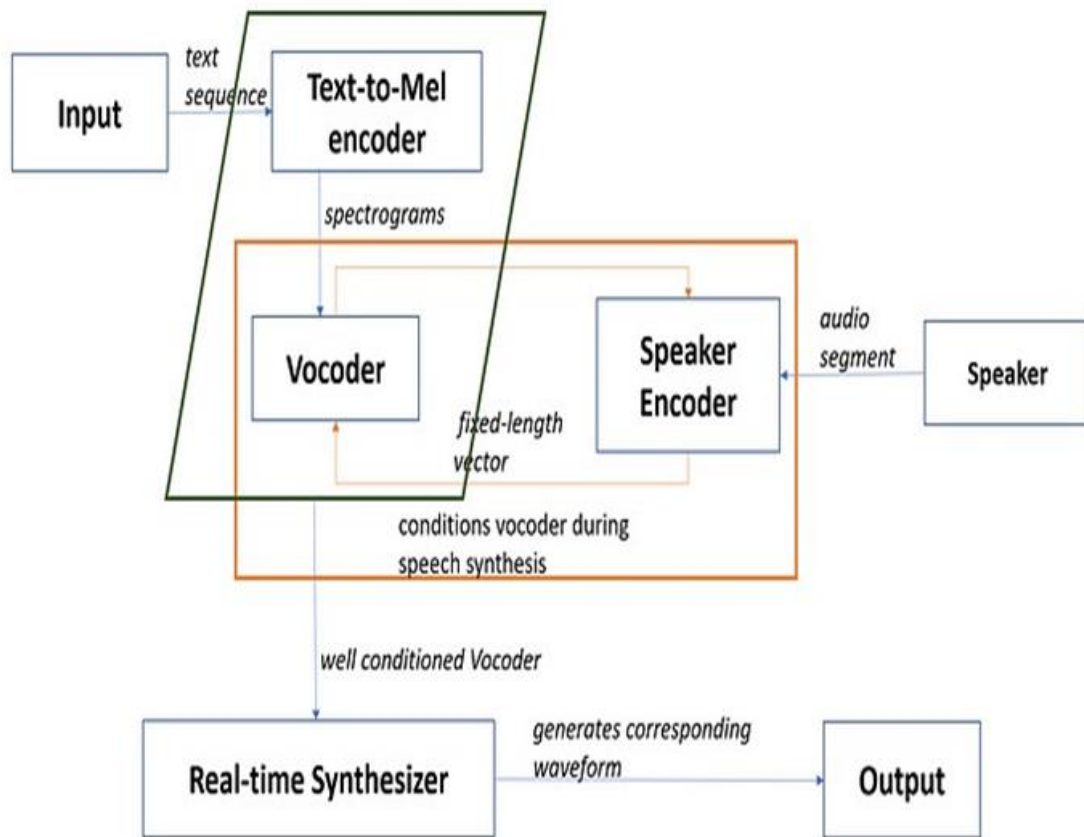 Input
text
sequence
Text-to-Mel
encoder
spectrograms
Vocoder
Speaker
Encoder
audio
segment
Speaker
fixed-length
vector
conditions vocoder during
speech synthesis
well conditioned Vocoder
Real-time Synthesizer
generates corresponding
waveform
Output